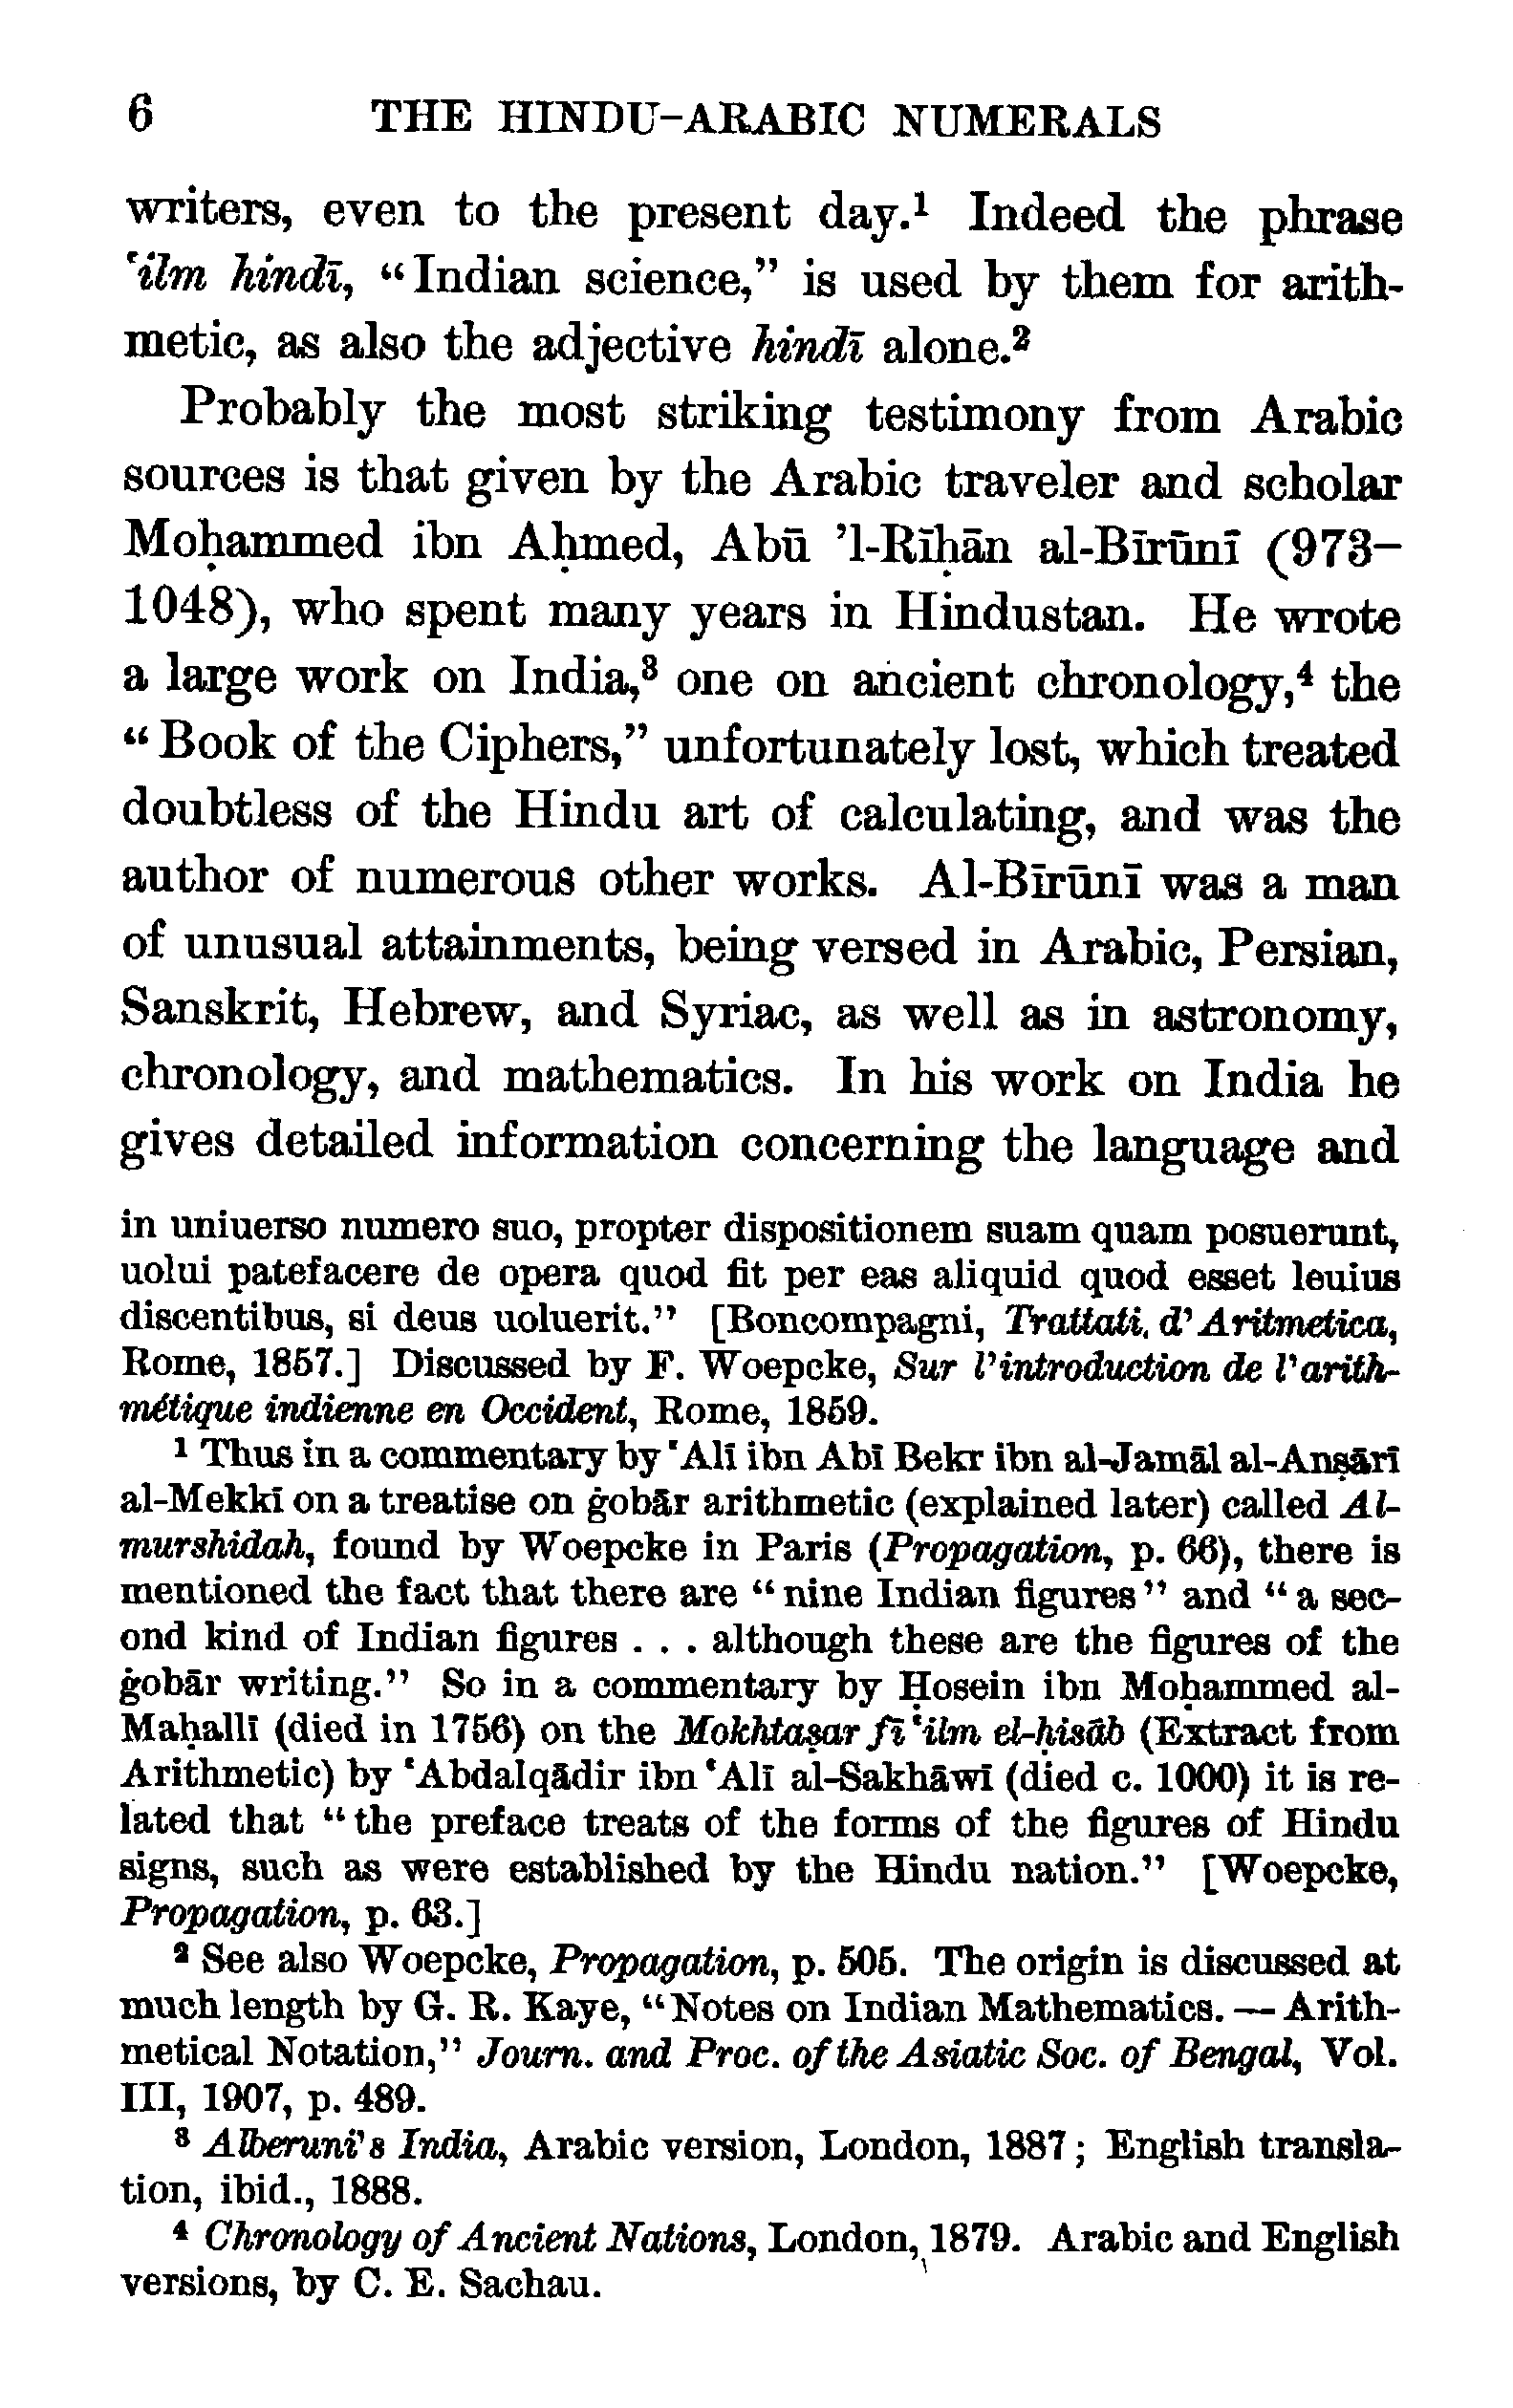 6 THE HINDU–ARABIC NUMERALS
writers, even to the present day.¹ Indeed the phrase
ʿilm hindī, “Indian science,” is used by them for arith-
metic, as also the adjective hindī alone.²
Probably the most striking testimony from Arabic
sources is that given by the Arabic traveler and scholar
Moḥammed ibn Aḥmed, Abū ’l-Rīḥān al-Bīrūnī (973–
1048), who spent many years in Hindustan. He wrote
a large work on India,³ one on ancient chronology,⁴ the
“Book of the Ciphers,” unfortunately lost, which treated
doubtless of the Hindu art of calculating, and was the
author of numerous other works. Al-Bīrūnī was a man
of unusual attainments, being versed in Arabic, Persian,
Sanskrit, Hebrew, and Syriac, as well as in astronomy,
chronology, and mathematics. In his work on India he
gives detailed information concerning the language and
in uniuerso numero suo, propter dispositionem suam quam posuerunt,
uolui patefacere de opera quod fit per eas aliquid quod esset leuius
discentibus, si deus uoluerit.” [Boncompagni, Trattati, d’Aritmetica,
Rome, 1857.] Discussed by F. Woepcke, Sur l’introduction de l’arith-
métique indienne en Occident, Rome, 1859.
¹ Thus in a commentary by ʿAlī ibn Abī Bekr ibn al-Jamāl al-Anṣārī
al-Mekkī on a treatise on ġobār arithmetic (explained later) called Al-
murshidah, found by Woepcke in Paris (Propagation, p. 66), there is
mentioned the fact that there are “nine Indian figures” and “a sec-
ond kind of Indian figures . . . although these are the figures of the
ġobār writing.” So in a commentary by Ḥosein ibn Moḥammed al-
Maḥallī (died in 1756) on the Mokhtaṣar fī ʿilm el-ḥisāb (Extract from
Arithmetic) by ʿAbdalqādir ibn ʿAlī al-Sakhāwī (died c. 1000) it is re-
lated that “the preface treats of the forms of the figures of Hindu
signs, such as were established by the Hindu nation.” [Woepcke,
Propagation, p. 63.]
² See also Woepcke, Propagation, p. 505. The origin is discussed at
much length by G. R. Kaye, “Notes on Indian Mathematics. — Arith-
metical Notation,” Journ. and Proc. of the Asiatic Soc. of Bengal, Vol.
III, 1907, p. 489.
³ Alberuni’s India, Arabic version, London, 1887; English transla-
tion, ibid., 1888.
⁴ Chronology of Ancient Nations, London, 1879. Arabic and English
versions, by C. E. Sachau.